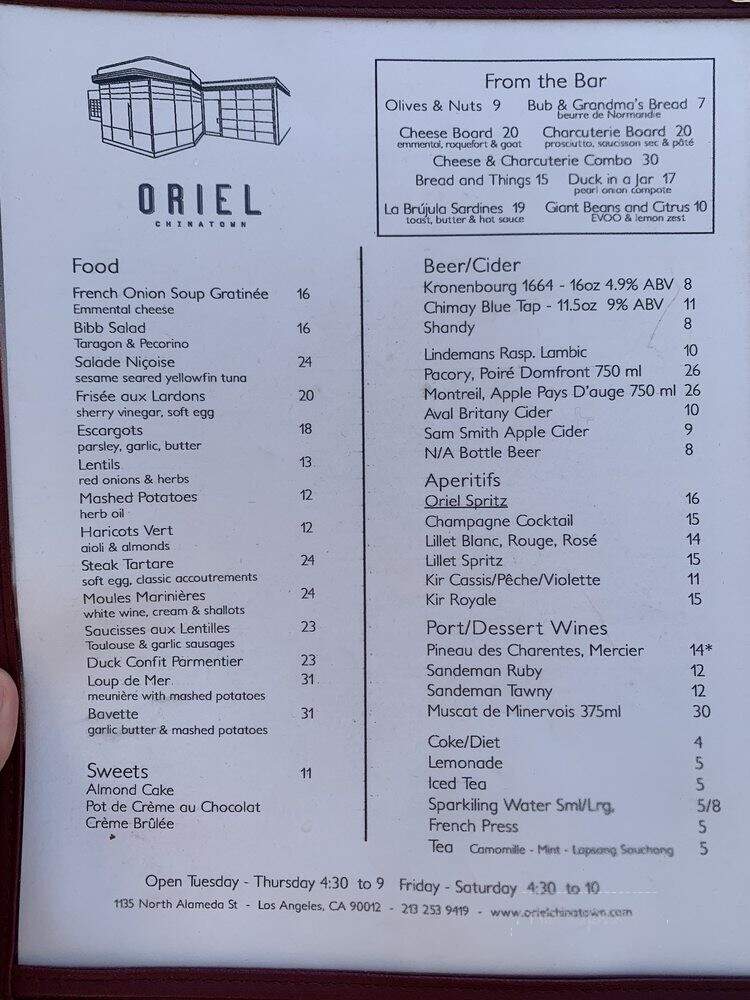 ORIEL
CHINATOWN
From the Bar
Olives & Nuts 9 Bub & Grandma's Bread 7
beurre de Normandie
Cheese Board 20 Charcuterie Board 20
emmental, roquefort & goat prosciutto, saucisson sec & pâté
Cheese & Charcuterie Combo 30
Bread and Things 15 Duck in a Jar 17
pearl onion compote
La Brújula Sardines 19 Giant Beans and Citrus 10
toast, butter & hot sauce EVOO & lemon zest
Food
French Onion Soup Gratinée 16
Emmental cheese
Bibb Salad 16
Taragon & Pecorino
Salade Niçoise 24
sesame seared yellowfin tuna
Frisée aux Lardons 20
sherry vinegar, soft egg
Escargots 18
parsley, garlic, butter
Lentils 13
red onions & herbs
Mashed Potatoes 12
herb oil
Haricots Vert 12
aioli & almonds
Steak Tartare 24
soft egg, classic accoutrements
Moules Marinières 24
white wine, cream & shallots
Saucisses aux Lentilles 23
Toulouse & garlic sausages
Duck Confit Parmentier 23
Loup de Mer 31
meunière with mashed potatoes
Bavette 31
garlic butter & mashed potatoes
Sweets 11
Almond Cake
Pot de Crème au Chocolat
Crème Brûlée
Beer/Cider
Kronenbourg 1664 - 16oz 4.9% ABV 8
Chimay Blue Tap - 11.5oz 9% ABV 11
Shandy 8
Lindemans Rasp. Lambic 10
Pacory, Poiré Domfront 750 ml 26
Montreil, Apple Pays D'auge 750 ml 26
Aval Britany Cider 10
Sam Smith Apple Cider 9
N/A Bottle Beer 8
Aperitifs
Oriel Spritz 16
Champagne Cocktail 15
Lillet Blanc, Rouge, Rosé 14
Lillet Spritz 15
Kir Cassis/Pêche/Violette 11
Kir Royale 15
Port/Dessert Wines
Pineau des Charentes, Mercier 14*
Sandeman Ruby 12
Sandeman Tawny 12
Muscat de Minervois 375ml 30
Coke/Diet 4
Lemonade 5
Iced Tea 5
Sparkiling Water Sml/Lrg, 5/8
French Press 5
Tea Camomille - Mint - Lapsang Souchong 5
Open Tuesday - Thursday 4:30 to 9 Friday - Saturday 4:30 to 10
1135 North Alameda St - Los Angeles, CA 90012 - 213 253 9419 - www.orielchinatown.com